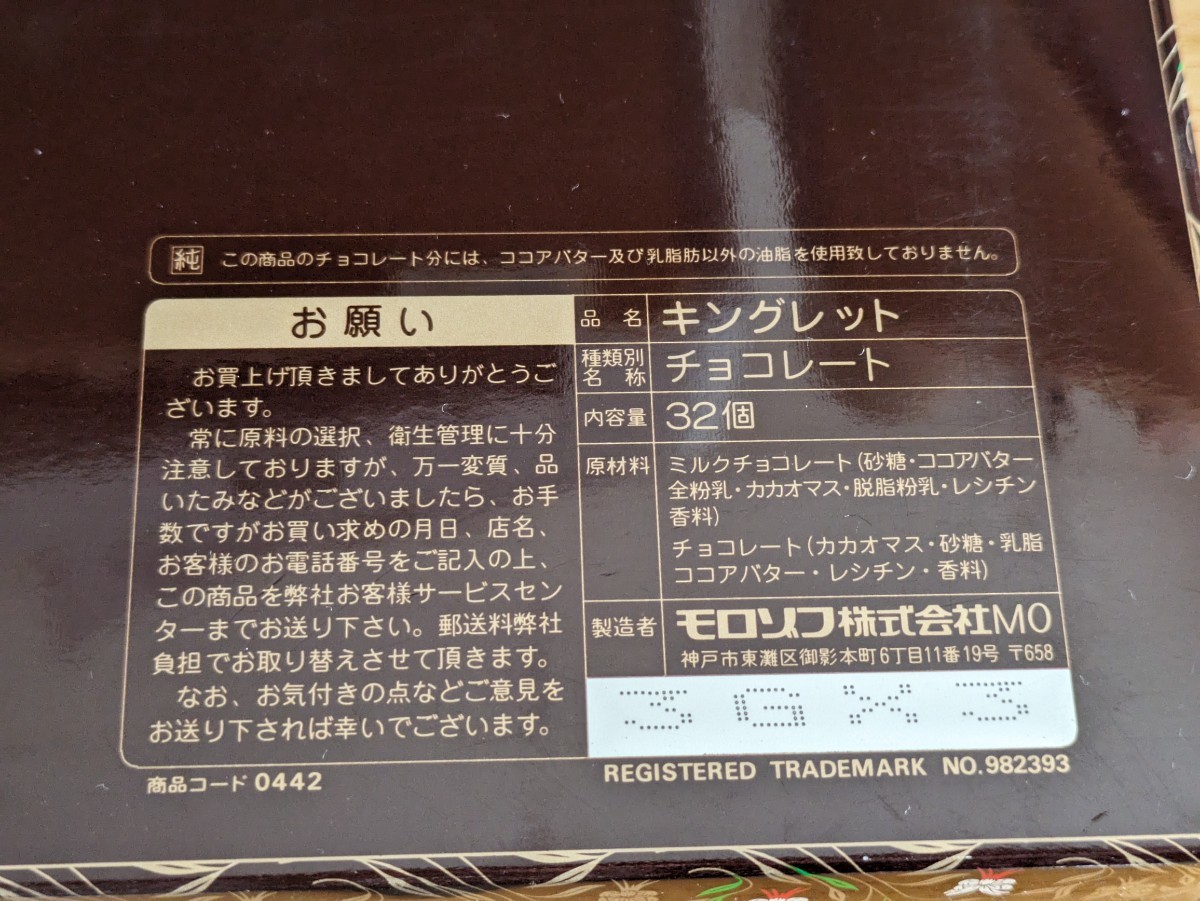 純 この商品のチョコレート分には、ココアバター及び乳脂肪以外の油脂を使用致しておりません。
お願い
お買上げ頂きましてありがとうご
ざいます。
常に原料の選択、衛生管理に十分
注意しておりますが、万一変質、品
いたみなどがございましたら、お手
数ですがお買い求めの月日、店名、
お客様のお電話番号をご記入の上、
この商品を弊社お客様サービスセン
ターまでお送り下さい。郵送料弊社
負担でお取り替えさせて頂きます。
なお、お気付きの点などご意見を
お送り下されば幸いでございます。
品名 キングレット
種類別
名称 チョコレート
内容量 32個
原材料 ミルクチョコレート(砂糖・ココアバター
全粉乳・カカオマス・脱脂粉乳・レシチン
香料)
チョコレート(カカオマス・砂糖・乳脂
ココアバター・レシチン・香料)
製造者 モロゾフ株式会社MO
神戸市東灘区御影本町6丁目11番19号 〒658
3GX3
商品コード 0442
REGISTERED TRADEMARK NO.982393